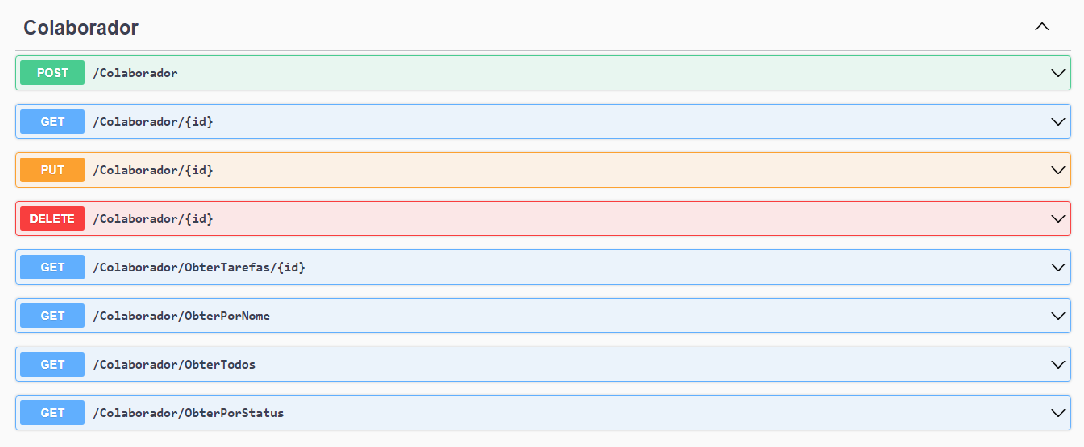 Colaborador
POST /Colaborador
GET /Colaborador/{id}
PUT /Colaborador/{id}
DELETE /Colaborador/{id}
GET /Colaborador/ObterTarefas/{id}
GET /Colaborador/ObterPorNome
GET /Colaborador/ObterTodos
GET /Colaborador/ObterPorStatus